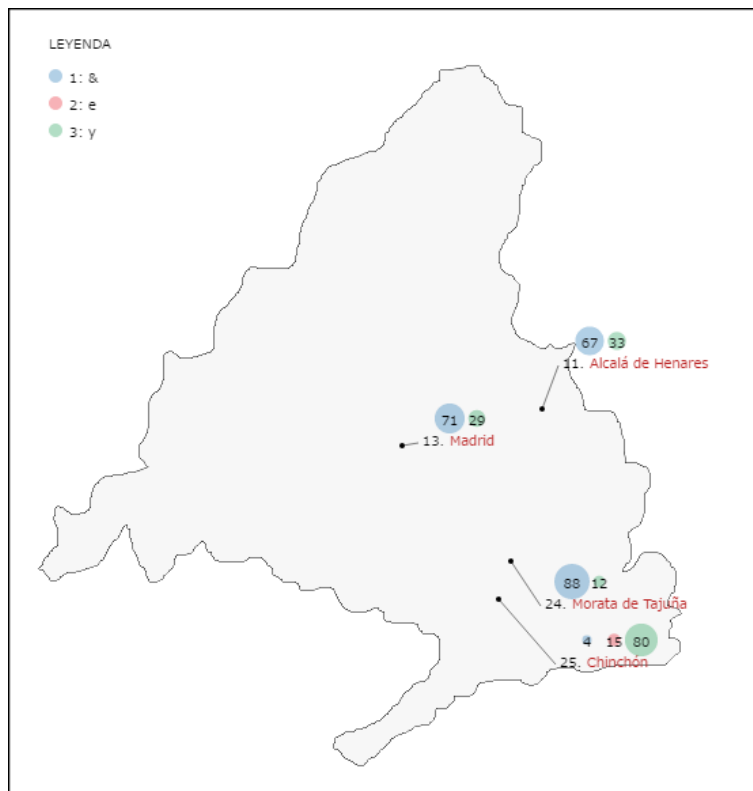 LEYENDA
1: &
2: e
3: y
67 33
11. Alcalá de Henares
71 29
13. Madrid
88 12
24. Morata de Tajuña
4 15 80
25. Chinchón